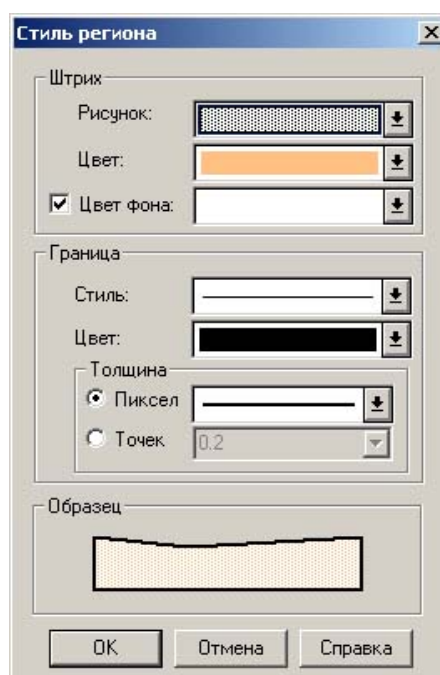 Стиль региона
Штрих
Рисунок:
Цвет:
Цвет фона:
Граница
Стиль:
Цвет:
Толщина
Пиксел
Точек 0.2
Образец
OK Отмена Справка